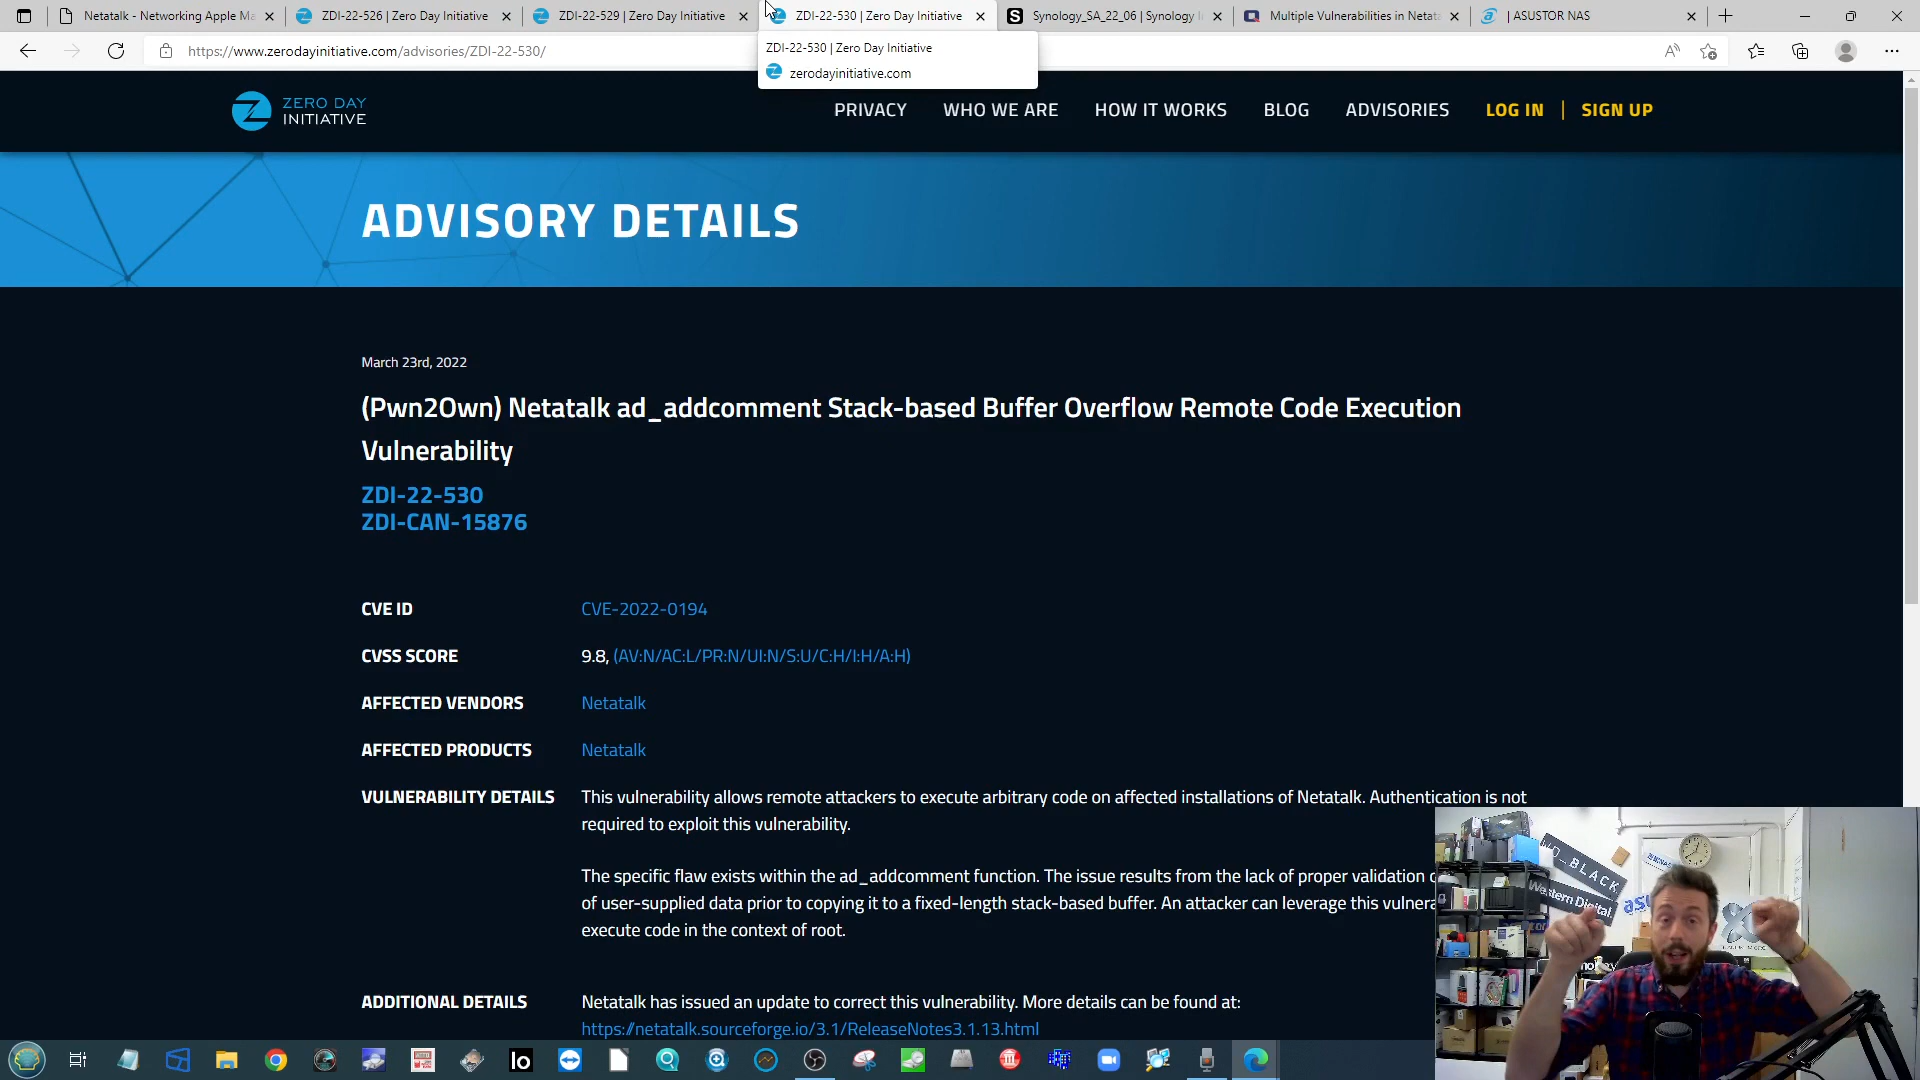 Netatalk - Networking Apple Ma
ZDI-22-526 | Zero Day Initiative
ZDI-22-529 | Zero Day Initiative
ZDI-22-530 | Zero Day Initiative
Synology_SA_22_06 | Synology I
Multiple Vulnerabilities in Netata
| ASUSTOR NAS
https://www.zerodayinitiative.com/advisories/ZDI-22-530/
ZDI-22-530 | Zero Day Initiative
zerodayinitiative.com
ZERO DAY
INITIATIVE
PRIVACY
WHO WE ARE
HOW IT WORKS
BLOG
ADVISORIES
LOG IN | SIGN UP
ADVISORY DETAILS
March 23rd, 2022
(Pwn2Own) Netatalk ad_addcomment Stack-based Buffer Overflow Remote Code Execution
Vulnerability
ZDI-22-530
ZDI-CAN-15876
CVE ID
CVE-2022-0194
CVSS SCORE
9.8, (AV:N/AC:L/PR:N/UI:N/S:U/C:H/I:H/A:H)
AFFECTED VENDORS
Netatalk
AFFECTED PRODUCTS
Netatalk
VULNERABILITY DETAILS
This vulnerability allows remote attackers to execute arbitrary code on affected installations of Netatalk. Authentication is not
required to exploit this vulnerability.
The specific flaw exists within the ad_addcomment function. The issue results from the lack of proper validation
of user-supplied data prior to copying it to a fixed-length stack-based buffer. An attacker can leverage this vulnera
execute code in the context of root.
ADDITIONAL DETAILS
Netatalk has issued an update to correct this vulnerability. More details can be found at:
https://netatalk.sourceforge.io/3.1/ReleaseNotes3.1.13.html
WD_BLACK
Western Digital
IO